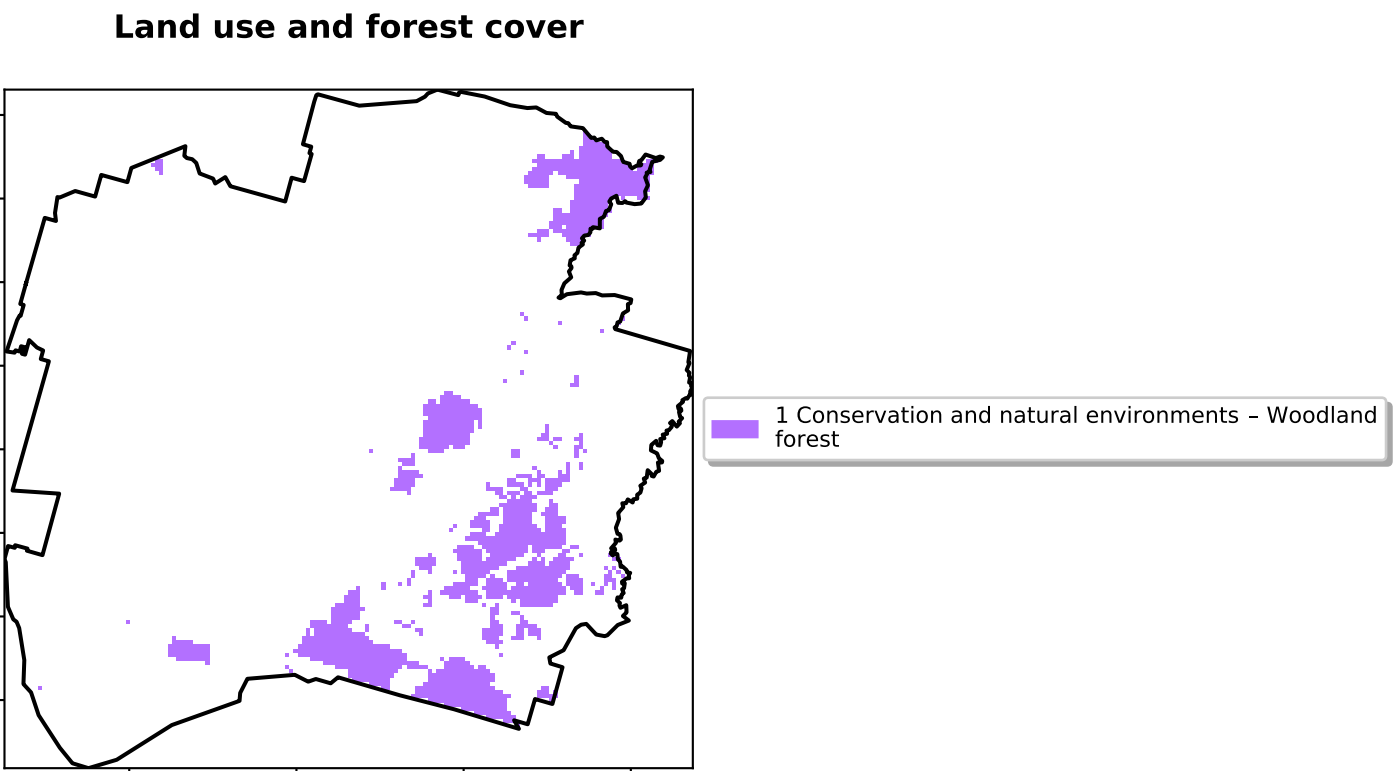 Land use and forest cover
1 Conservation and natural environments – Woodland
forest